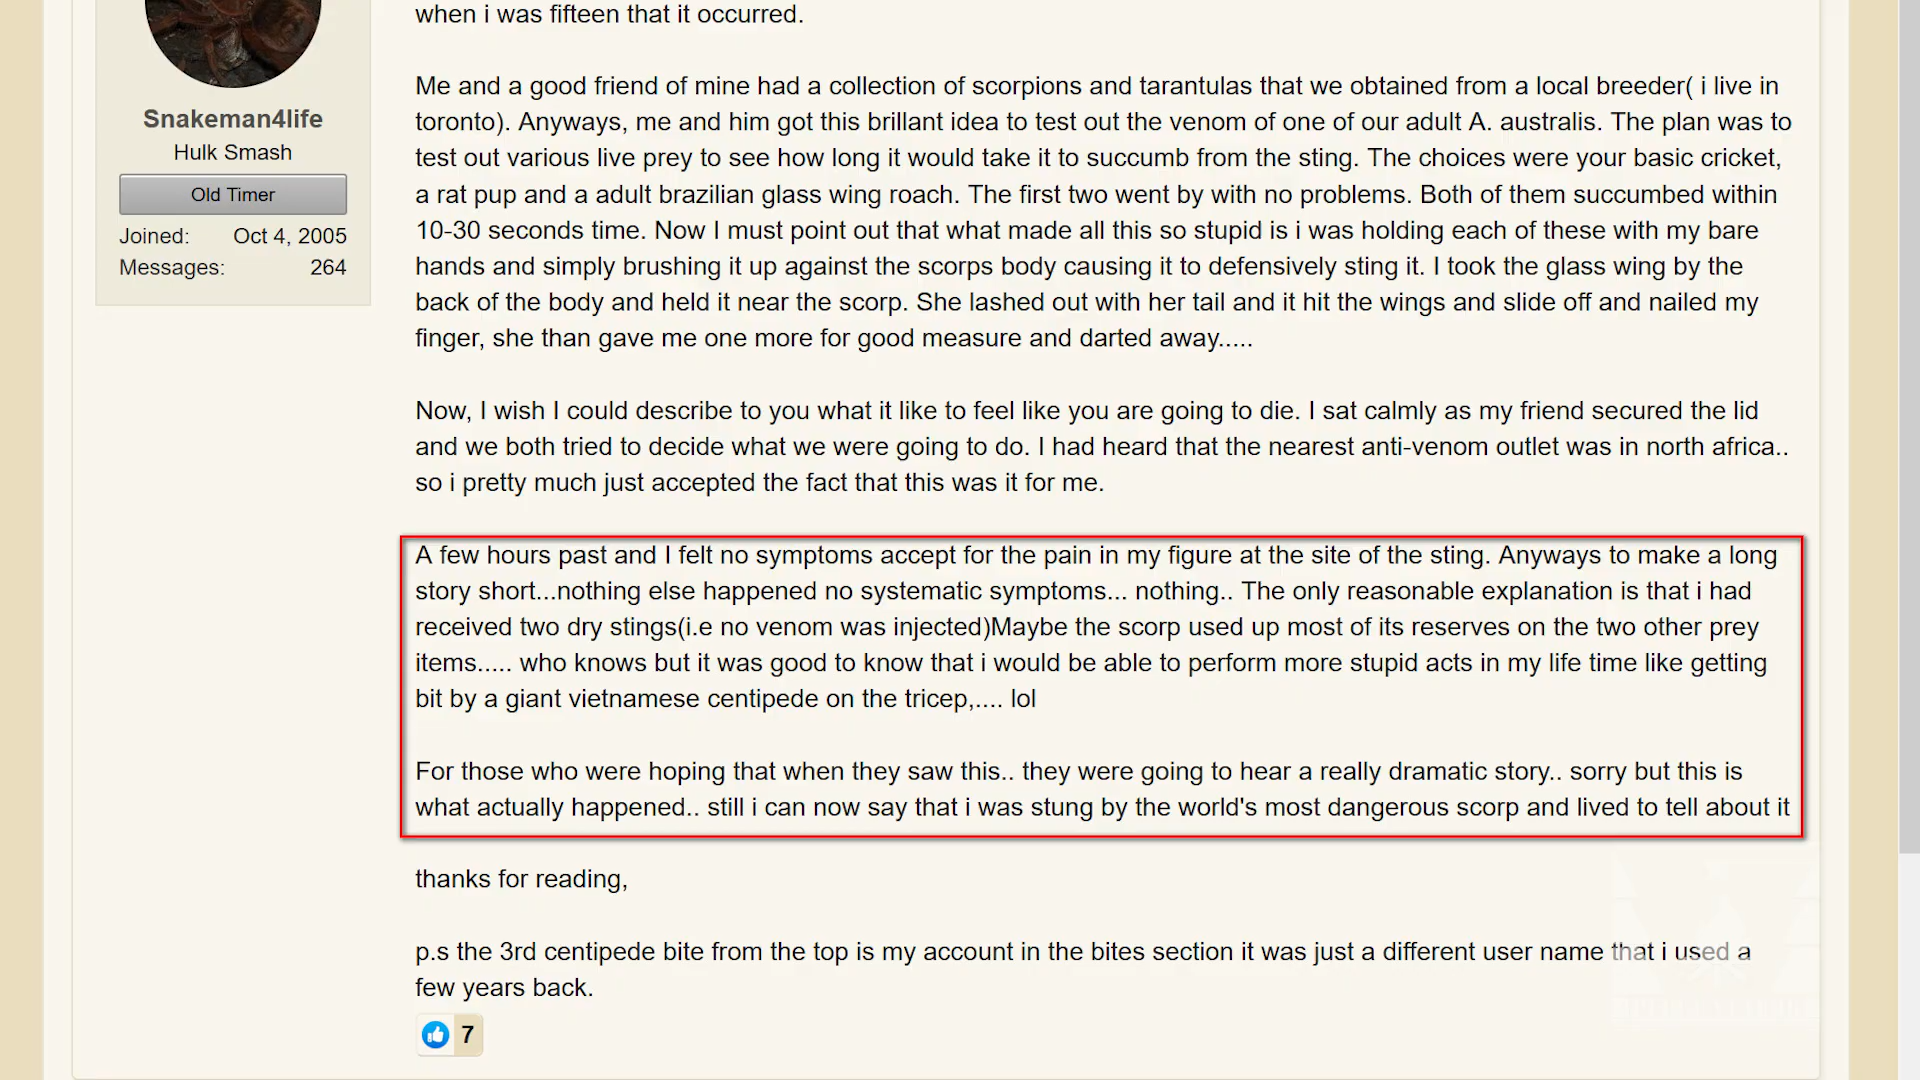 when i was fifteen that it occurred.
Snakeman4life
Hulk Smash
Old Timer
Joined: Oct 4, 2005
Messages: 264
Me and a good friend of mine had a collection of scorpions and tarantulas that we obtained from a local breeder( i live in
toronto). Anyways, me and him got this brillant idea to test out the venom of one of our adult A. australis. The plan was to
test out various live prey to see how long it would take it to succumb from the sting. The choices were your basic cricket,
a rat pup and a adult brazilian glass wing roach. The first two went by with no problems. Both of them succumbed within
10-30 seconds time. Now I must point out that what made all this so stupid is i was holding each of these with my bare
hands and simply brushing it up against the scorps body causing it to defensively sting it. I took the glass wing by the
back of the body and held it near the scorp. She lashed out with her tail and it hit the wings and slide off and nailed my
finger, she than gave me one more for good measure and darted away.....
Now, I wish I could describe to you what it like to feel like you are going to die. I sat calmly as my friend secured the lid
and we both tried to decide what we were going to do. I had heard that the nearest anti-venom outlet was in north africa..
so i pretty much just accepted the fact that this was it for me.
A few hours past and I felt no symptoms accept for the pain in my figure at the site of the sting. Anyways to make a long
story short...nothing else happened no systematic symptoms... nothing.. The only reasonable explanation is that i had
received two dry stings(i.e no venom was injected)Maybe the scorp used up most of its reserves on the two other prey
items..... who knows but it was good to know that i would be able to perform more stupid acts in my life time like getting
bit by a giant vietnamese centipede on the tricep,.... lol
For those who were hoping that when they saw this.. they were going to hear a really dramatic story.. sorry but this is
what actually happened.. still i can now say that i was stung by the world's most dangerous scorp and lived to tell about it
thanks for reading,
p.s the 3rd centipede bite from the top is my account in the bites section it was just a different user name that i used a
few years back.
7